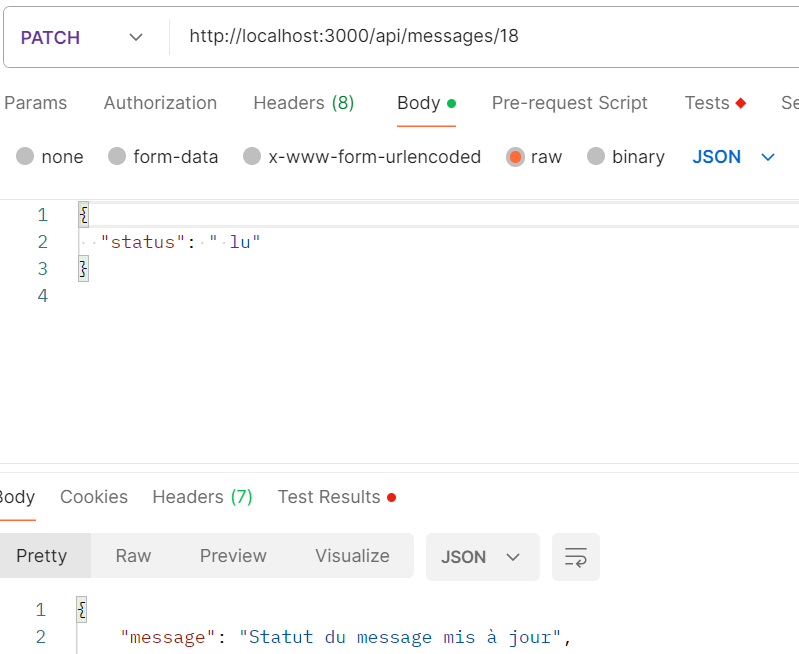 PATCH http://localhost:3000/api/messages/18
Params Authorization Headers (8) Body Pre-request Script Tests Se
none form-data x-www-form-urlencoded raw binary JSON
1 {
2 "status": " lu"
3 }
4
Body Cookies Headers (7) Test Results
Pretty Raw Preview Visualize JSON
1 {
2 "message": "Statut du message mis à jour",